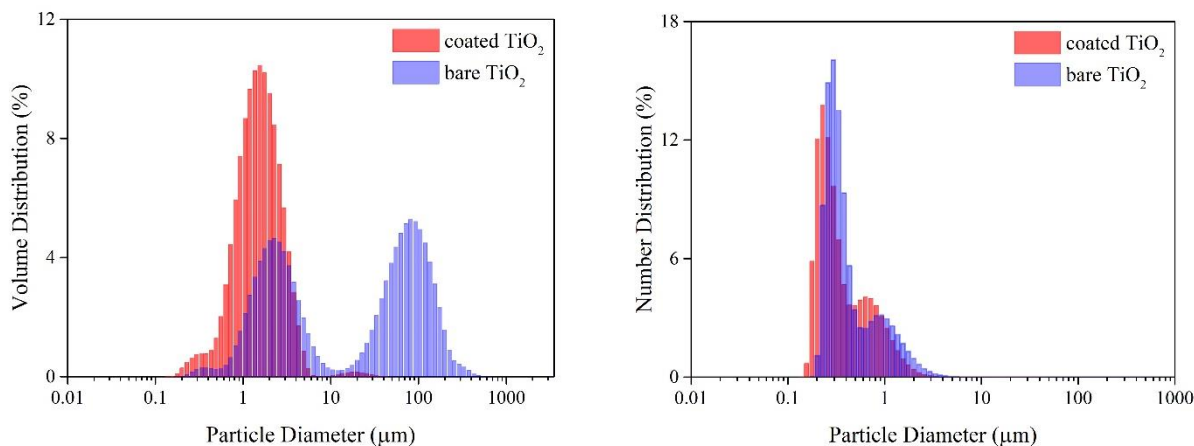 12
8
4
0
Volume Distribution (%)
coated TiO₂
bare TiO₂
0.01
0.1
1
10
100
1000
Particle Diameter (μm)
18
12
6
0
Number Distribution (%)
coated TiO₂
bare TiO₂
0.01
0.1
1
10
100
1000
Particle Diameter (μm)